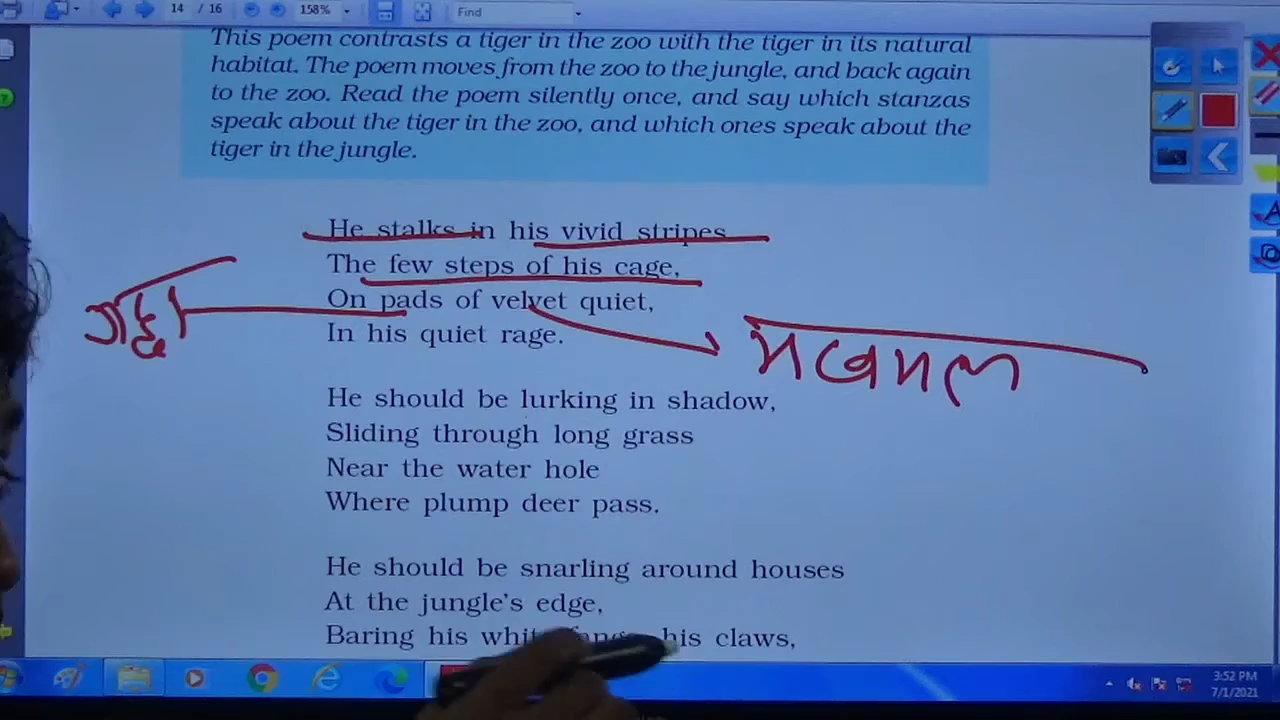 14 / 16
158%
Find
This poem contrasts a tiger in the zoo with the tiger in its natural
habitat. The poem moves from the zoo to the jungle, and back again
to the zoo. Read the poem silently once, and say which stanzas
speak about the tiger in the zoo, and which ones speak about the
tiger in the jungle.
He stalks in his vivid stripes
The few steps of his cage,
On pads of velvet quiet,
In his quiet rage.
गद्दा
मखमल
He should be lurking in shadow,
Sliding through long grass
Near the water hole
Where plump deer pass.
He should be snarling around houses
At the jungle's edge,
Baring his white fangs, his claws,
3:52 PM
7/1/2021